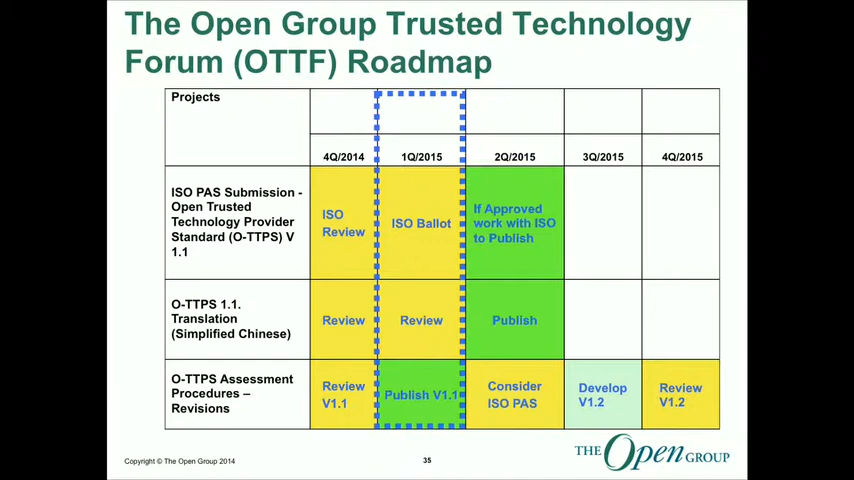 The Open Group Trusted Technology
Forum (OTTF) Roadmap
Projects
4Q/2014
1Q/2015
2Q/2015
3Q/2015
4Q/2015
ISO PAS Submission -
Open Trusted
Technology Provider
Standard (O-TTPS) V
1.1
ISO
Review
ISO Ballot
If Approved
work with ISO
to Publish
O-TTPS 1.1.
Translation
(Simplified Chinese)
Review
Review
Publish
O-TTPS Assessment
Procedures –
Revisions
Review
V1.1
Publish V1.1
Consider
ISO PAS
Develop
V1.2
Review
V1.2
Copyright © The Open Group 2014
35
THE Open GROUP